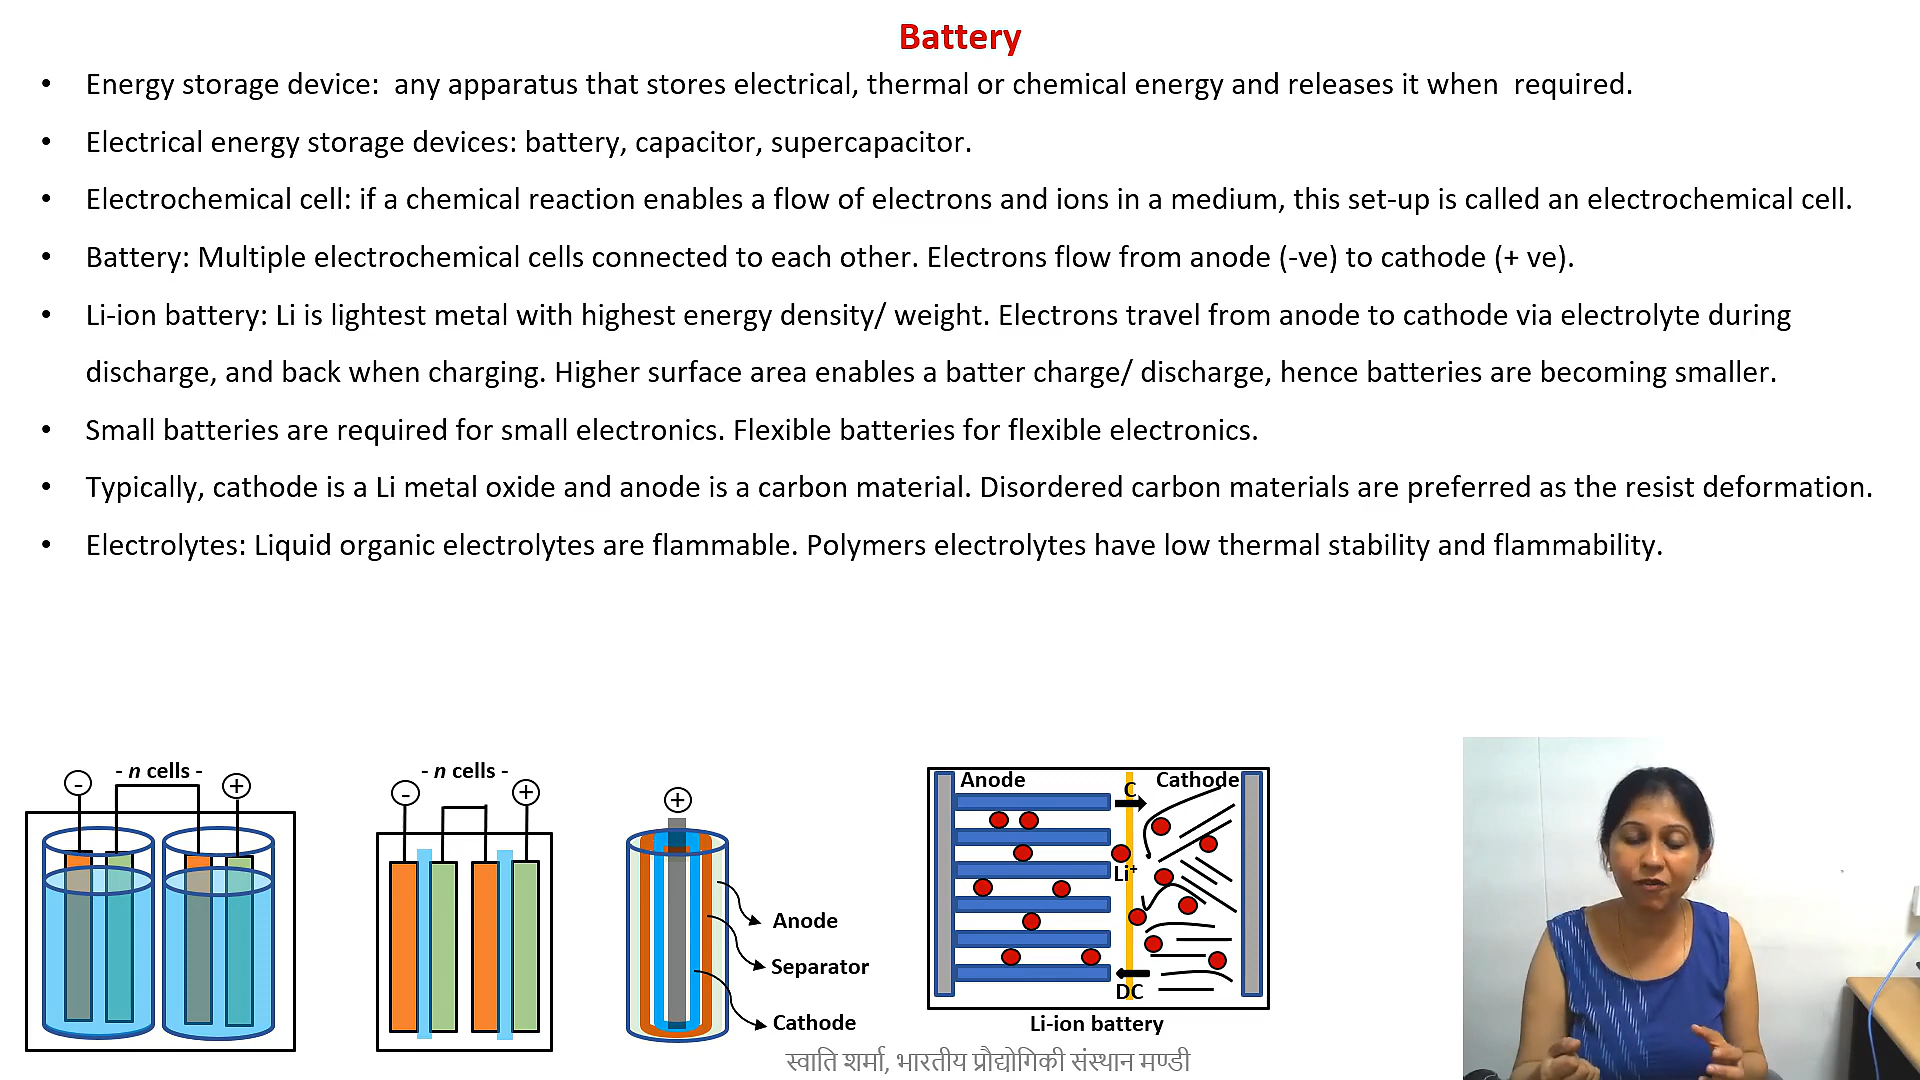 Battery
• Energy storage device:  any apparatus that stores electrical, thermal or chemical energy and releases it when  required.
• Electrical energy storage devices: battery, capacitor, supercapacitor.
• Electrochemical cell: if a chemical reaction enables a flow of electrons and ions in a medium, this set-up is called an electrochemical cell.
• Battery: Multiple electrochemical cells connected to each other. Electrons flow from anode (-ve) to cathode (+ ve).
• Li-ion battery: Li is lightest metal with highest energy density/ weight. Electrons travel from anode to cathode via electrolyte during
discharge, and back when charging. Higher surface area enables a batter charge/ discharge, hence batteries are becoming smaller.
• Small batteries are required for small electronics. Flexible batteries for flexible electronics.
• Typically, cathode is a Li metal oxide and anode is a carbon material. Disordered carbon materials are preferred as the resist deformation.
• Electrolytes: Liquid organic electrolytes are flammable. Polymers electrolytes have low thermal stability and flammability.
- n cells -
- +
- n cells -
- +
+
Anode
Separator
Cathode
Anode
Cathode
C
Li⁺
DC
Li-ion battery
स्वाति शर्मा, भारतीय प्रौद्योगिकी संस्थान मण्डी